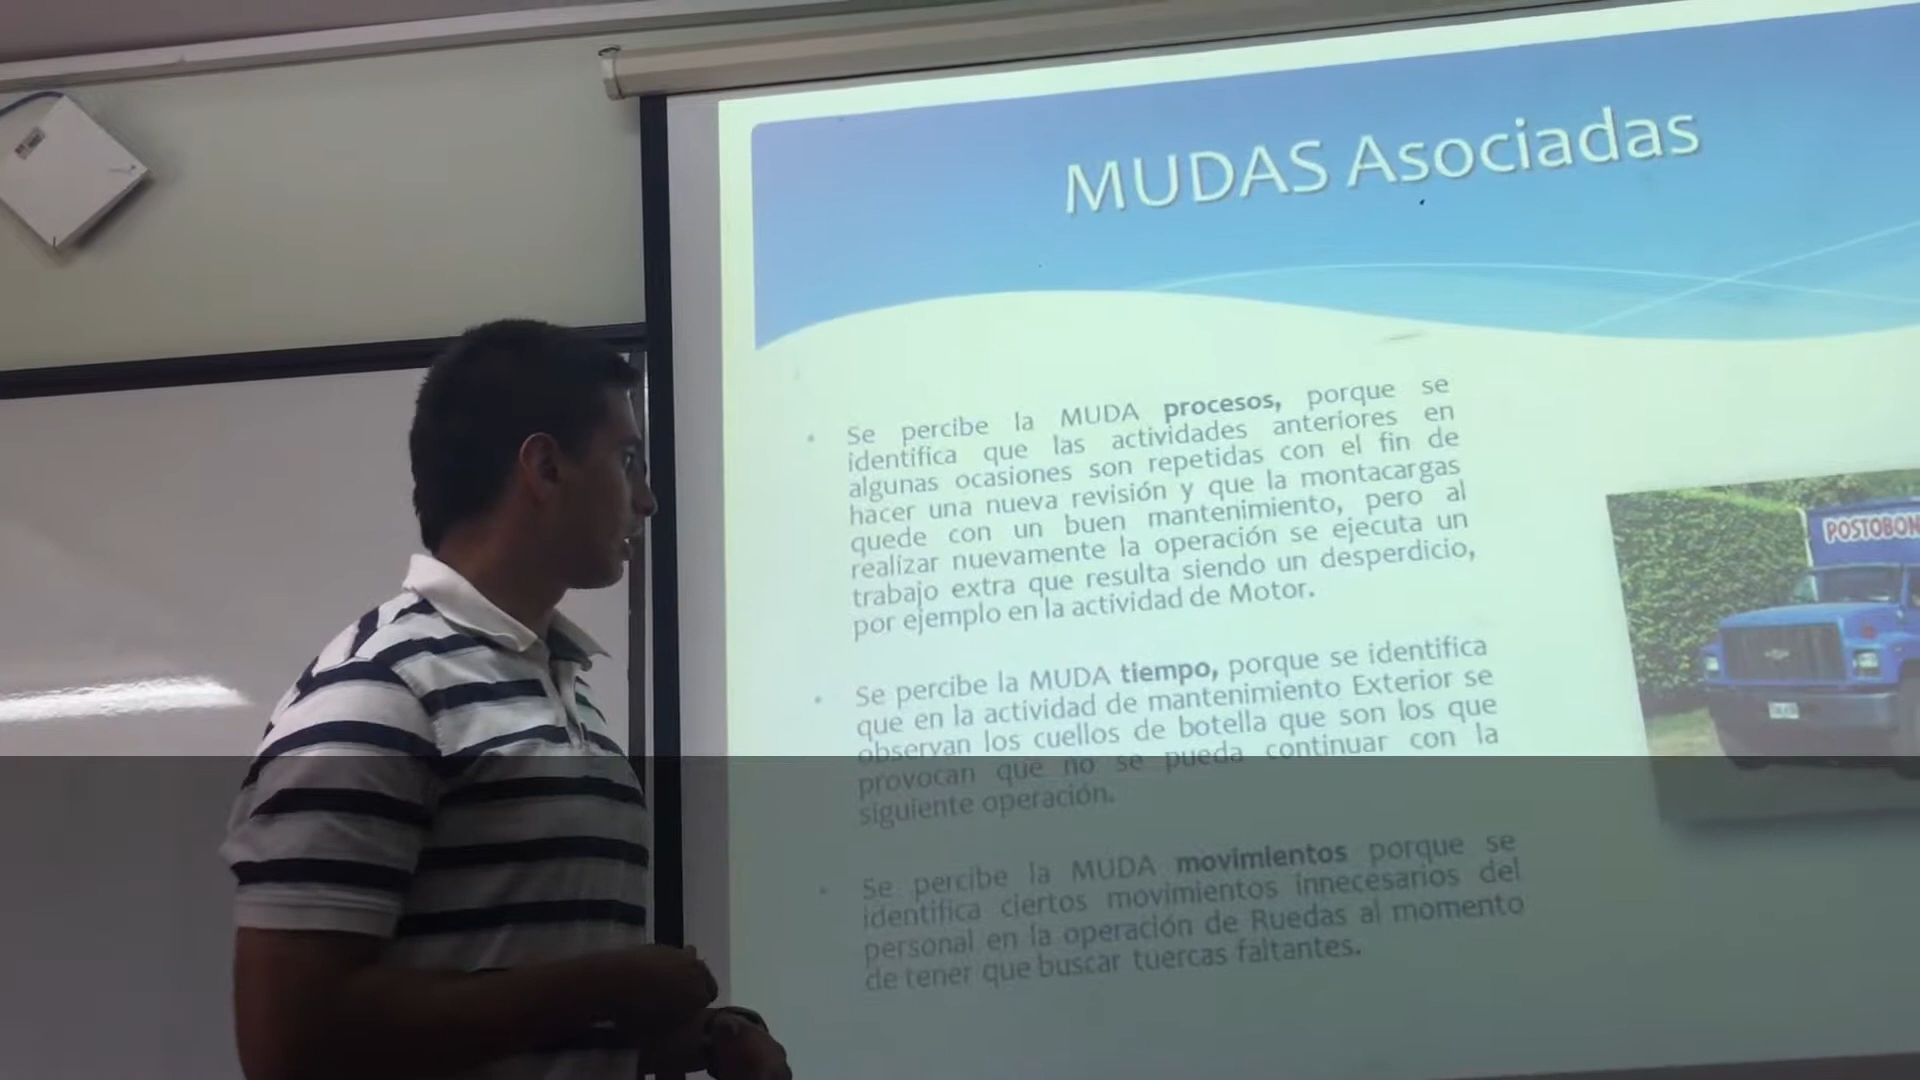 MUDAS Asociadas
• Se percibe la MUDA procesos, porque se
identifica que las actividades anteriores en
algunas ocasiones son repetidas con el fin de
hacer una nueva revisión y que la montacargas
quede con un buen mantenimiento, pero al
realizar nuevamente la operación se ejecuta un
trabajo extra que resulta siendo un desperdicio,
por ejemplo en la actividad de Motor.
• Se percibe la MUDA tiempo, porque se identifica
que en la actividad de mantenimiento Exterior se
observan los cuellos de botella que son los que
provocan que no se pueda continuar con la
siguiente operación.
• Se percibe la MUDA movimientos porque se
identifica ciertos movimientos innecesarios del
personal en la operación de Ruedas al momento
de tener que buscar tuercas faltantes.
POSTOBON